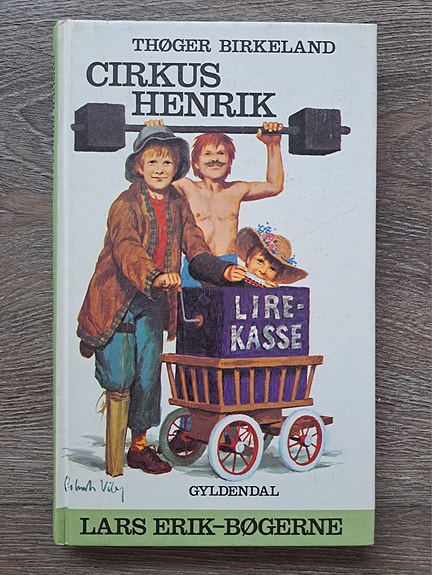 THØGER BIRKELAND
CIRKUS
HENRIK
LIRE-
KASSE
GYLDENDAL
LARS ERIK-BØGERNE